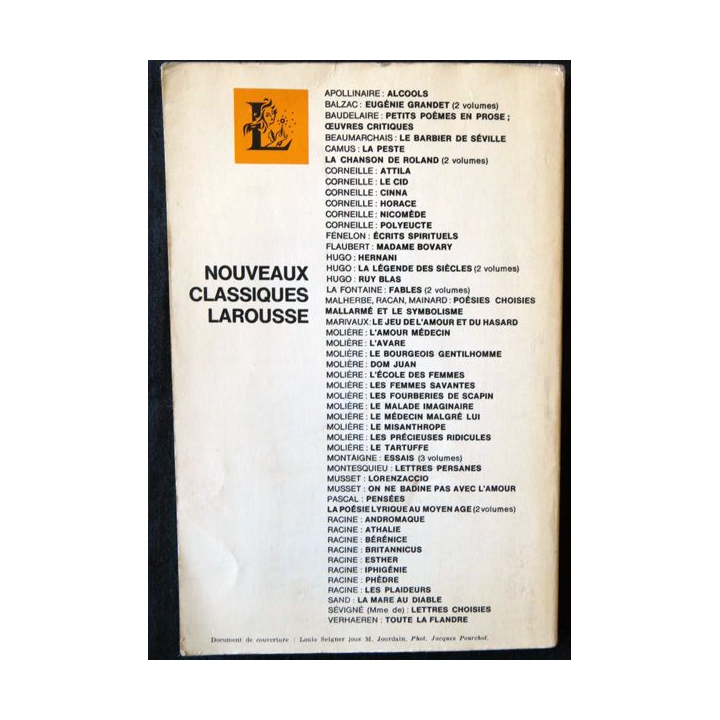 L
NOUVEAUX
CLASSIQUES
LAROUSSE
APOLLINAIRE : ALCOOLS
BALZAC : EUGÉNIE GRANDET (2 volumes)
BAUDELAIRE : PETITS POÈMES EN PROSE ;
ŒUVRES CRITIQUES
BEAUMARCHAIS : LE BARBIER DE SÉVILLE
CAMUS : LA PESTE
LA CHANSON DE ROLAND (2 volumes)
CORNEILLE : ATTILA
CORNEILLE : LE CID
CORNEILLE : CINNA
CORNEILLE : HORACE
CORNEILLE : NICOMÈDE
CORNEILLE : POLYEUCTE
FÉNELON : ÉCRITS SPIRITUELS
FLAUBERT : MADAME BOVARY
HUGO : HERNANI
HUGO : LA LÉGENDE DES SIÈCLES (2 volumes)
HUGO : RUY BLAS
LA FONTAINE : FABLES (2 volumes)
MALHERBE, RACAN, MAINARD : POÉSIES CHOISIES
MALLARMÉ ET LE SYMBOLISME
MARIVAUX : LE JEU DE L'AMOUR ET DU HASARD
MOLIÈRE : L'AMOUR MÉDECIN
MOLIÈRE : L'AVARE
MOLIÈRE : LE BOURGEOIS GENTILHOMME
MOLIÈRE : DOM JUAN
MOLIÈRE : L'ÉCOLE DES FEMMES
MOLIÈRE : LES FEMMES SAVANTES
MOLIÈRE : LES FOURBERIES DE SCAPIN
MOLIÈRE : LE MALADE IMAGINAIRE
MOLIÈRE : LE MÉDECIN MALGRÉ LUI
MOLIÈRE : LE MISANTHROPE
MOLIÈRE : LES PRÉCIEUSES RIDICULES
MOLIÈRE : LE TARTUFFE
MONTAIGNE : ESSAIS (3 volumes)
MONTESQUIEU : LETTRES PERSANES
MUSSET : LORENZACCIO
MUSSET : ON NE BADINE PAS AVEC L'AMOUR
PASCAL : PENSÉES
LA POÉSIE LYRIQUE AU MOYEN AGE (2 volumes)
RACINE : ANDROMAQUE
RACINE : ATHALIE
RACINE : BÉRÉNICE
RACINE : BRITANNICUS
RACINE : ESTHER
RACINE : IPHIGÉNIE
RACINE : PHÈDRE
RACINE : LES PLAIDEURS
SAND : LA MARE AU DIABLE
SÉVIGNÉ (Mme de) : LETTRES CHOISIES
VERHAEREN : TOUTE LA FLANDRE
Document de couverture : Louis Seigner joue M. Jourdain. Phot. Jacques Pourchot.